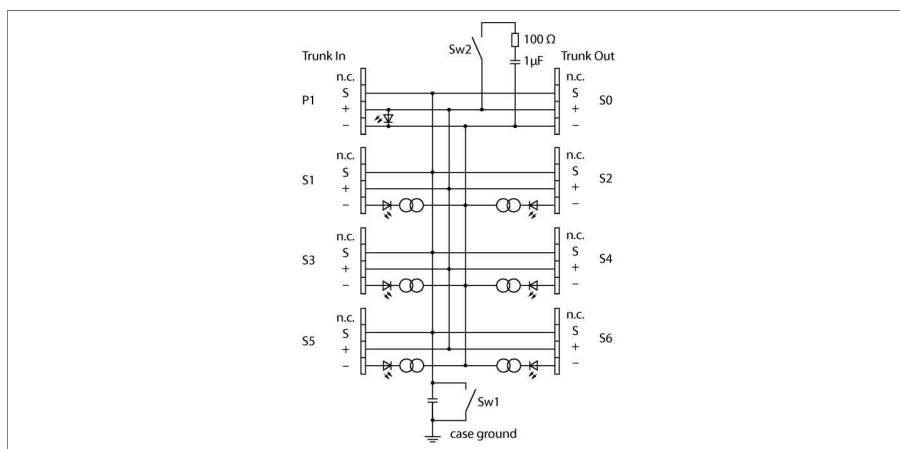 Trunk In
Sw2
100 Ω
1µF
Trunk Out
P1
n.c.
S
+
–
n.c.
S
+
–
S0
S1
n.c.
S
+
–
n.c.
S
+
–
S2
S3
n.c.
S
+
–
n.c.
S
+
–
S4
S5
n.c.
S
+
–
n.c.
S
+
–
S6
Sw1
case ground